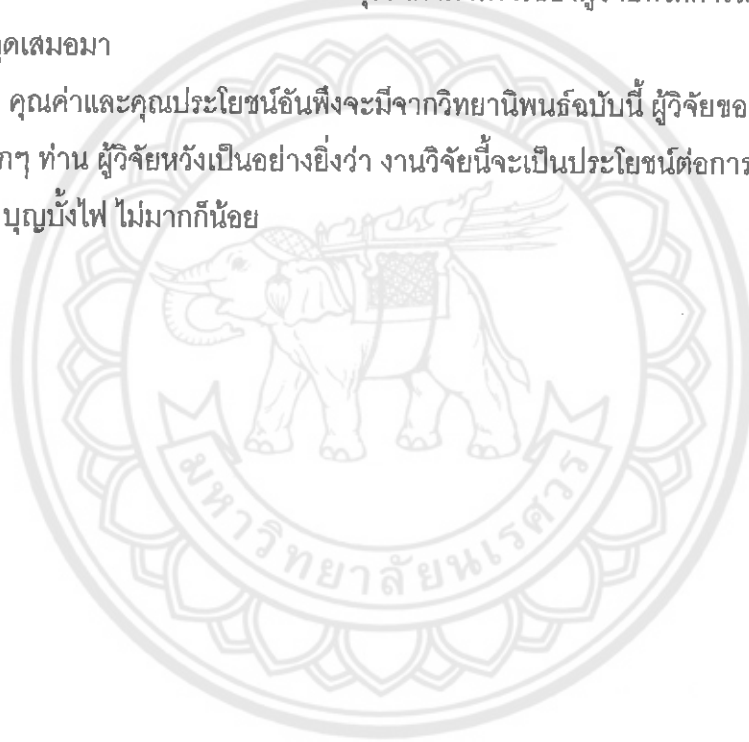 ดเสมอมา
คุณค่าและคุณประโยชน์อันพึงจะมีจากวิทยานิพนธ์ฉบับนี้ ผู้วิจัยขอ
กๆ ท่าน ผู้วิจัยหวังเป็นอย่างยิ่งว่า งานวิจัยนี้จะเป็นประโยชน์ต่อการ
บุญบั้งไฟ ไม่มากก็น้อย
มหาวิทยาลัยนเรศวร